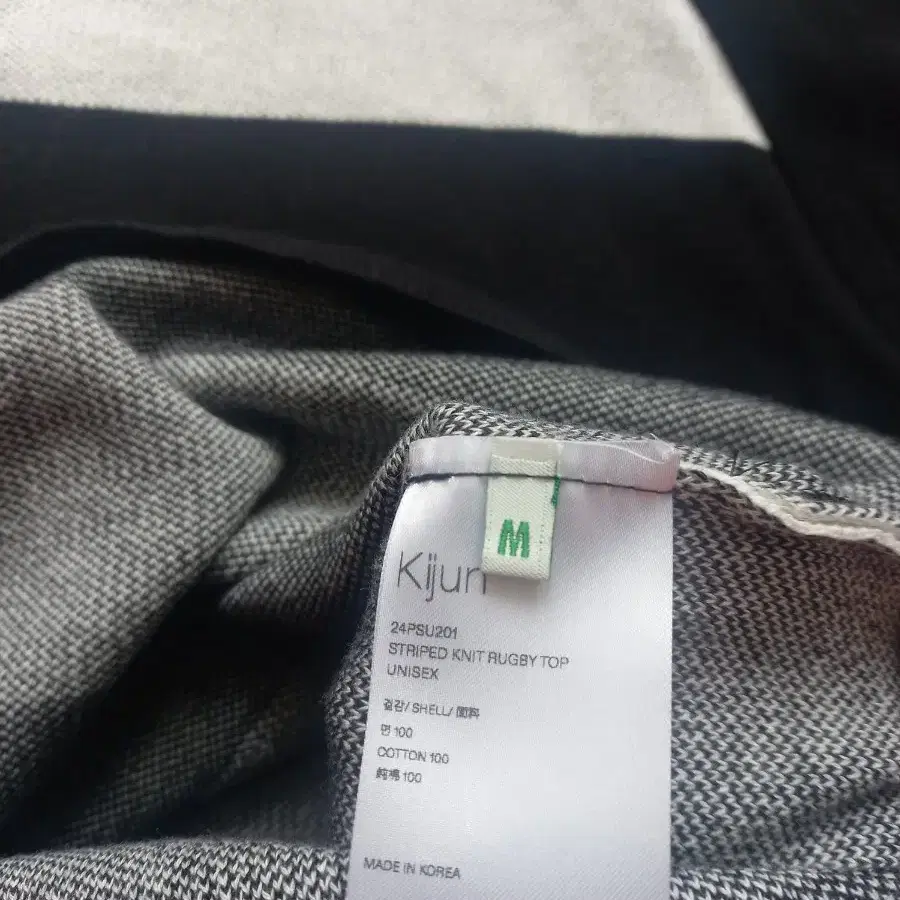 M
Kijun
24PSU201
STRIPED KNIT RUGBY TOP
UNISEX
겉감/ SHELL/ 面料
면 100
COTTON 100
純棉 100
MADE IN KOREA